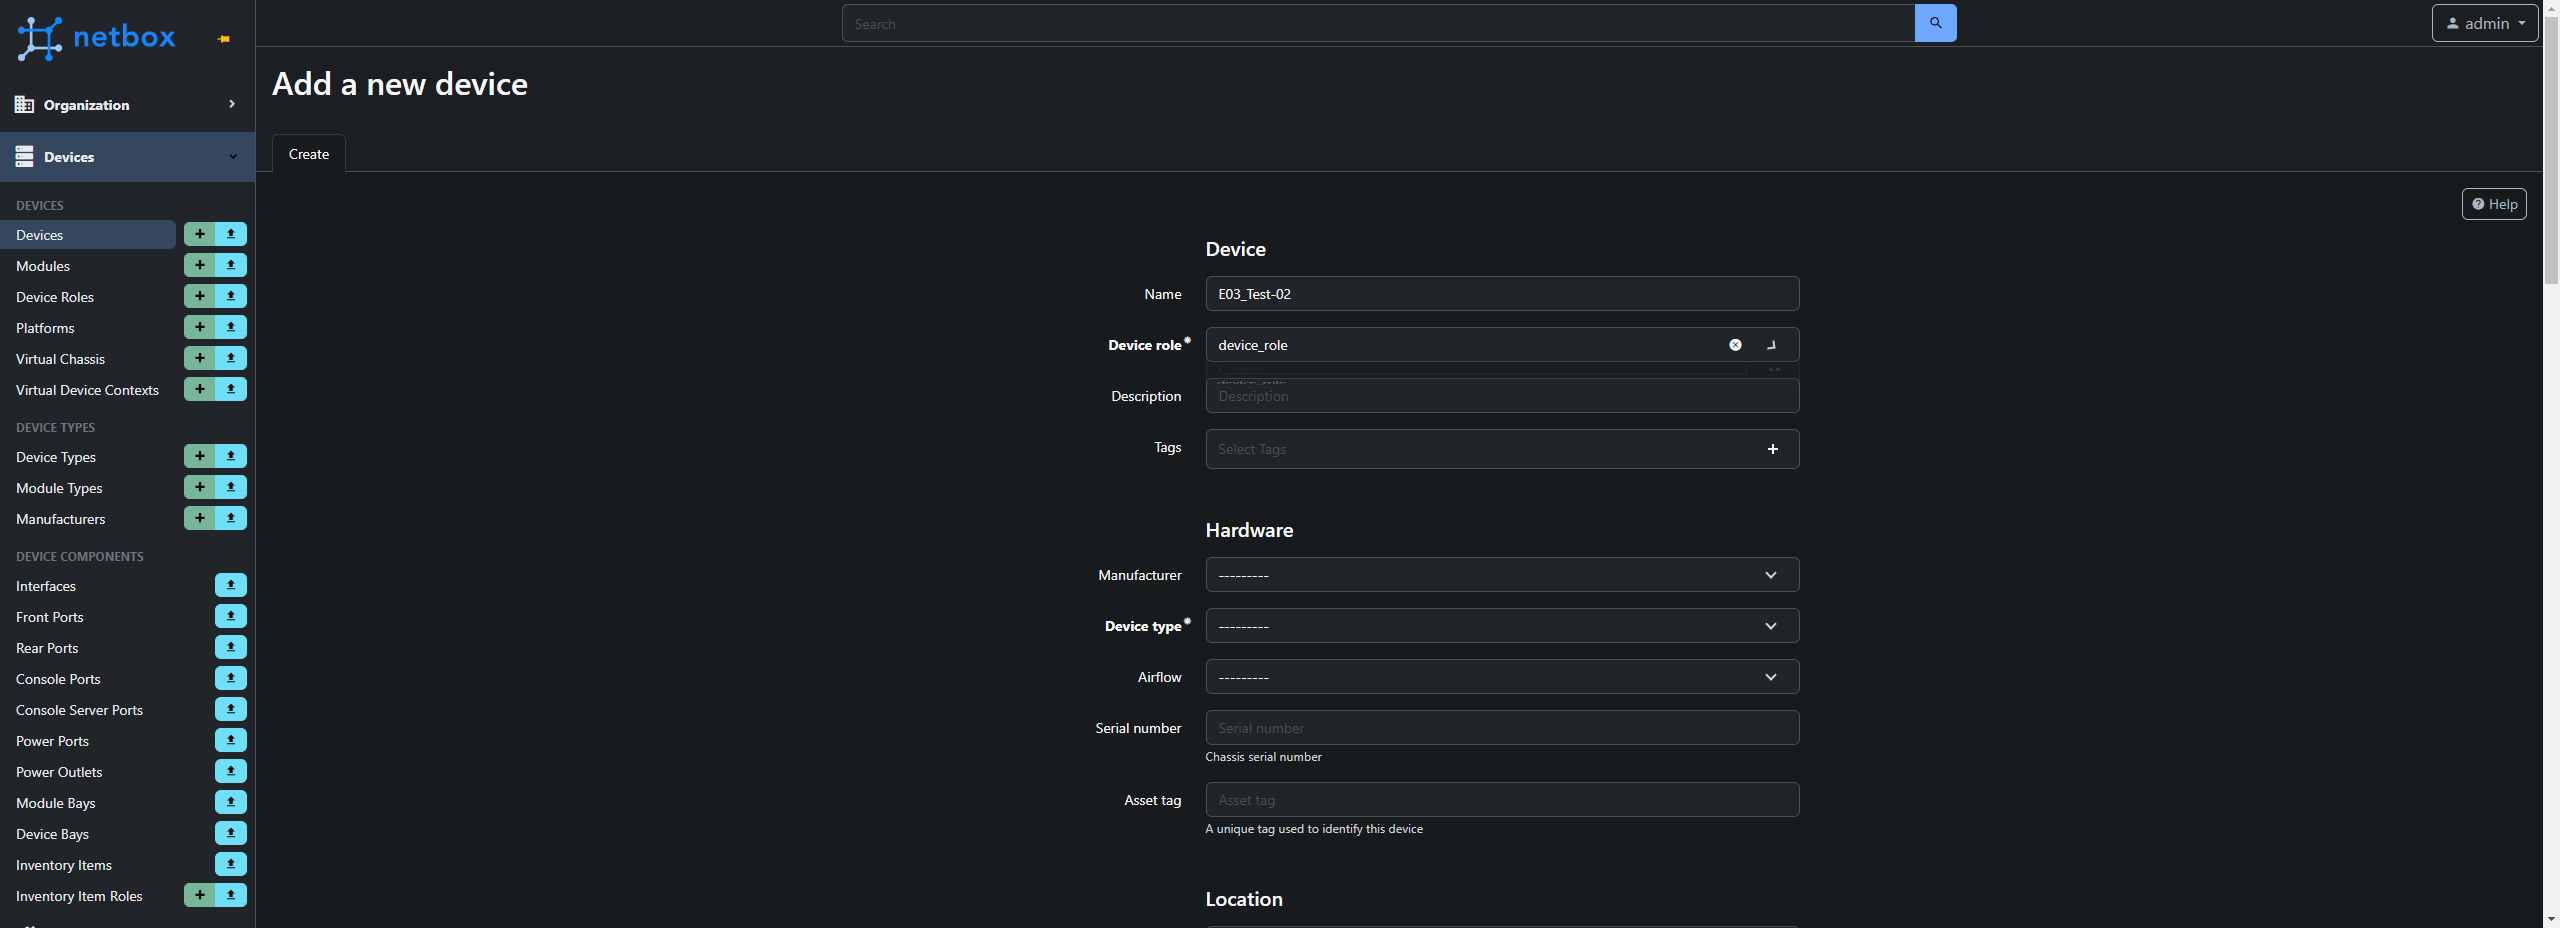 netbox
Search
admin
Organization
Devices
DEVICES
Devices
Modules
Device Roles
Platforms
Virtual Chassis
Virtual Device Contexts
DEVICE TYPES
Device Types
Module Types
Manufacturers
DEVICE COMPONENTS
Interfaces
Front Ports
Rear Ports
Console Ports
Console Server Ports
Power Ports
Power Outlets
Module Bays
Device Bays
Inventory Items
Inventory Item Roles
Add a new device
Create
Help
Device
Name E03_Test-02
Device role device_role
Description Description
Tags Select Tags
Hardware
Manufacturer ---------
Device type ---------
Airflow ---------
Serial number Serial number
Chassis serial number
Asset tag Asset tag
A unique tag used to identify this device
Location